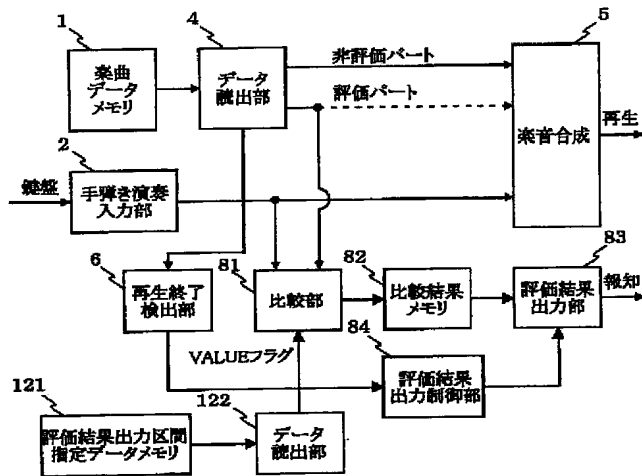 1
楽曲
データ
メモリ
4
データ
読出部
非評価パート
評価パート
5
楽音合成
再生
2
鍵盤
手弾き演奏
入力部
6
再生終了
検出部
81
比較部
82
比較結果
メモリ
83
評価結果
出力部
報知
VALUEフラグ
84
評価結果
出力制御部
121
評価結果出力区間
指定データメモリ
122
データ
読出部